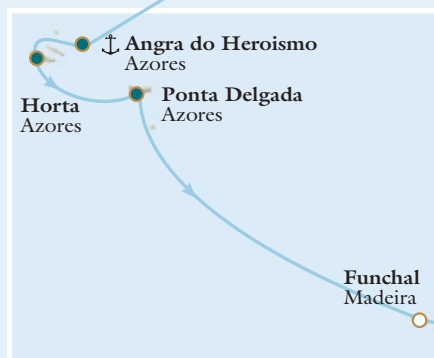 Angra do Heroismo
Azores
Horta
Azores
Ponta Delgada
Azores
Funchal
Madeira